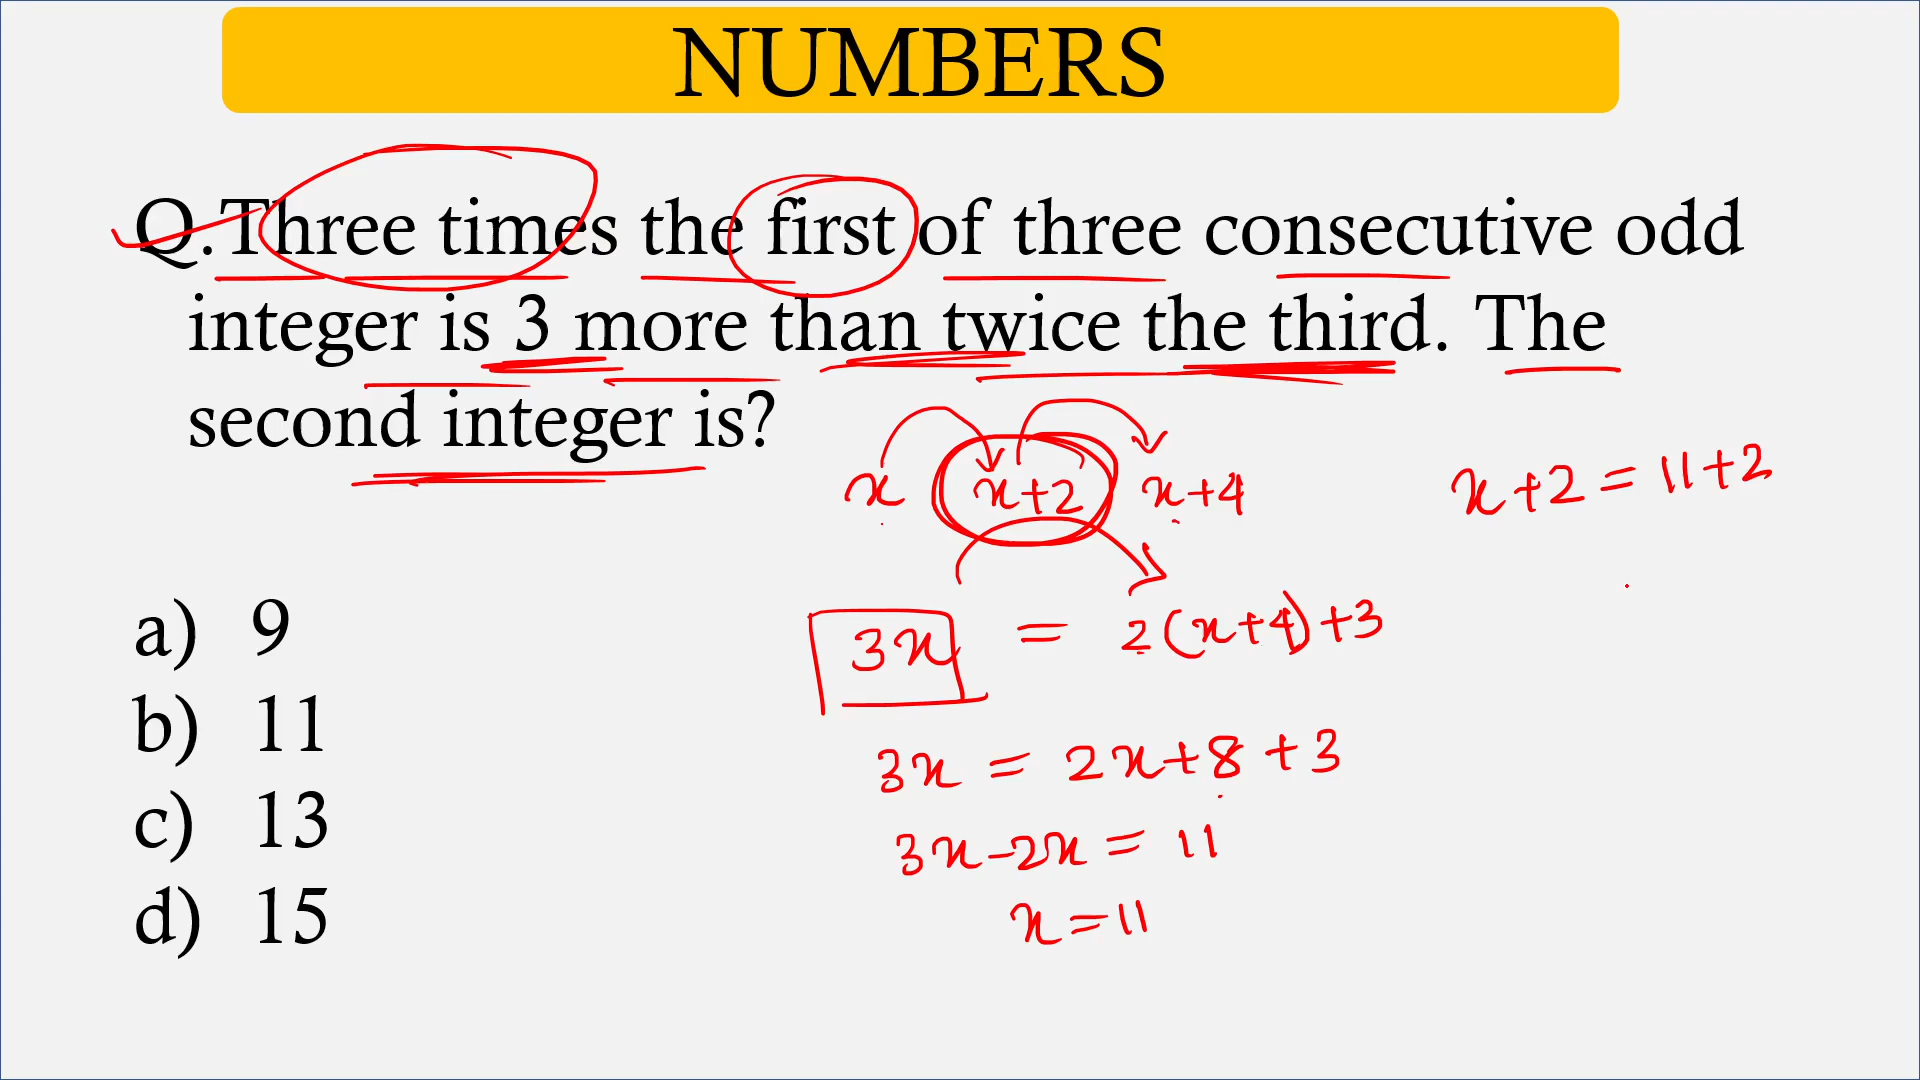 NUMBERS
Q.Three times the first of three consecutive odd
integer is 3 more than twice the third. The
second integer is?
x x+2 x+4
x+2 = 11+2
a) 9
b) 11
c) 13
d) 15
3x = 2(x+4)+3
3x = 2x+8+3
3x-2x = 11
x=11